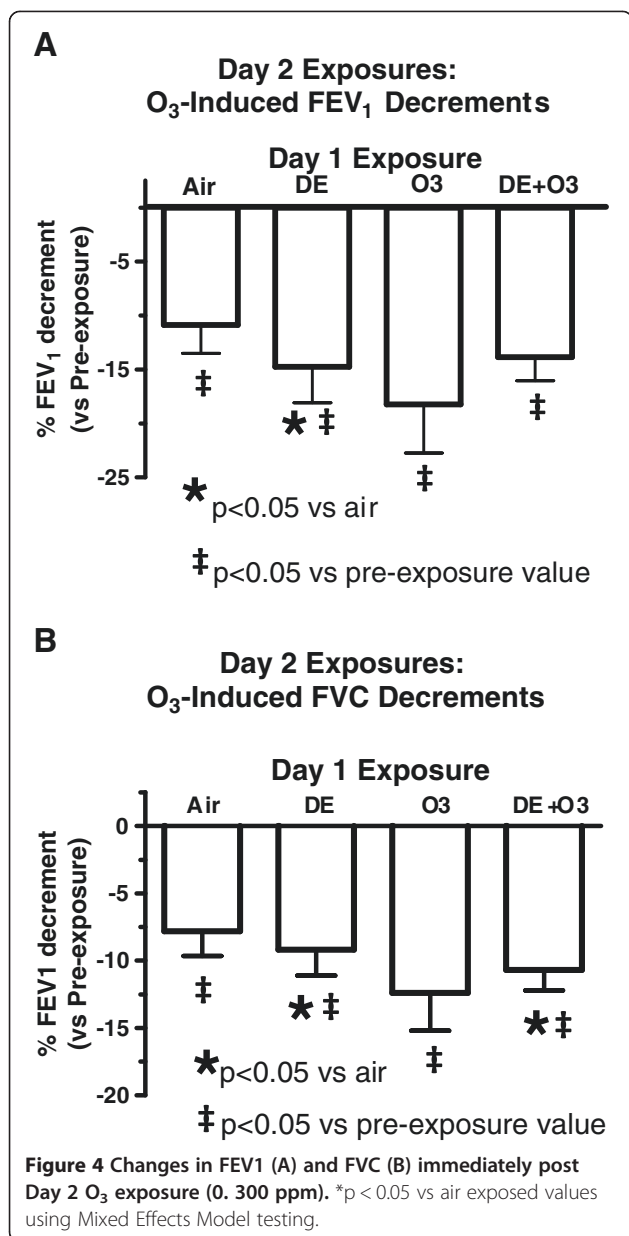 A
Day 2 Exposures:
O₃-Induced FEV₁ Decrements
Day 1 Exposure
Air DE O3 DE+O3
% FEV₁ decrement
(vs Pre-exposure)
-5
-15
-25
‡
* ‡
‡
‡
* p<0.05 vs air
‡ p<0.05 vs pre-exposure value
B
Day 2 Exposures:
O₃-Induced FVC Decrements
Day 1 Exposure
Air DE O3 DE+O3
% FEV1 decrement
(vs Pre-exposure)
0
-5
-10
-15
-20
‡
* ‡
‡
* ‡
* p<0.05 vs air
‡ p<0.05 vs pre-exposure value
Figure 4 Changes in FEV1 (A) and FVC (B) immediately post
Day 2 O₃ exposure (0. 300 ppm). *p < 0.05 vs air exposed values
using Mixed Effects Model testing.